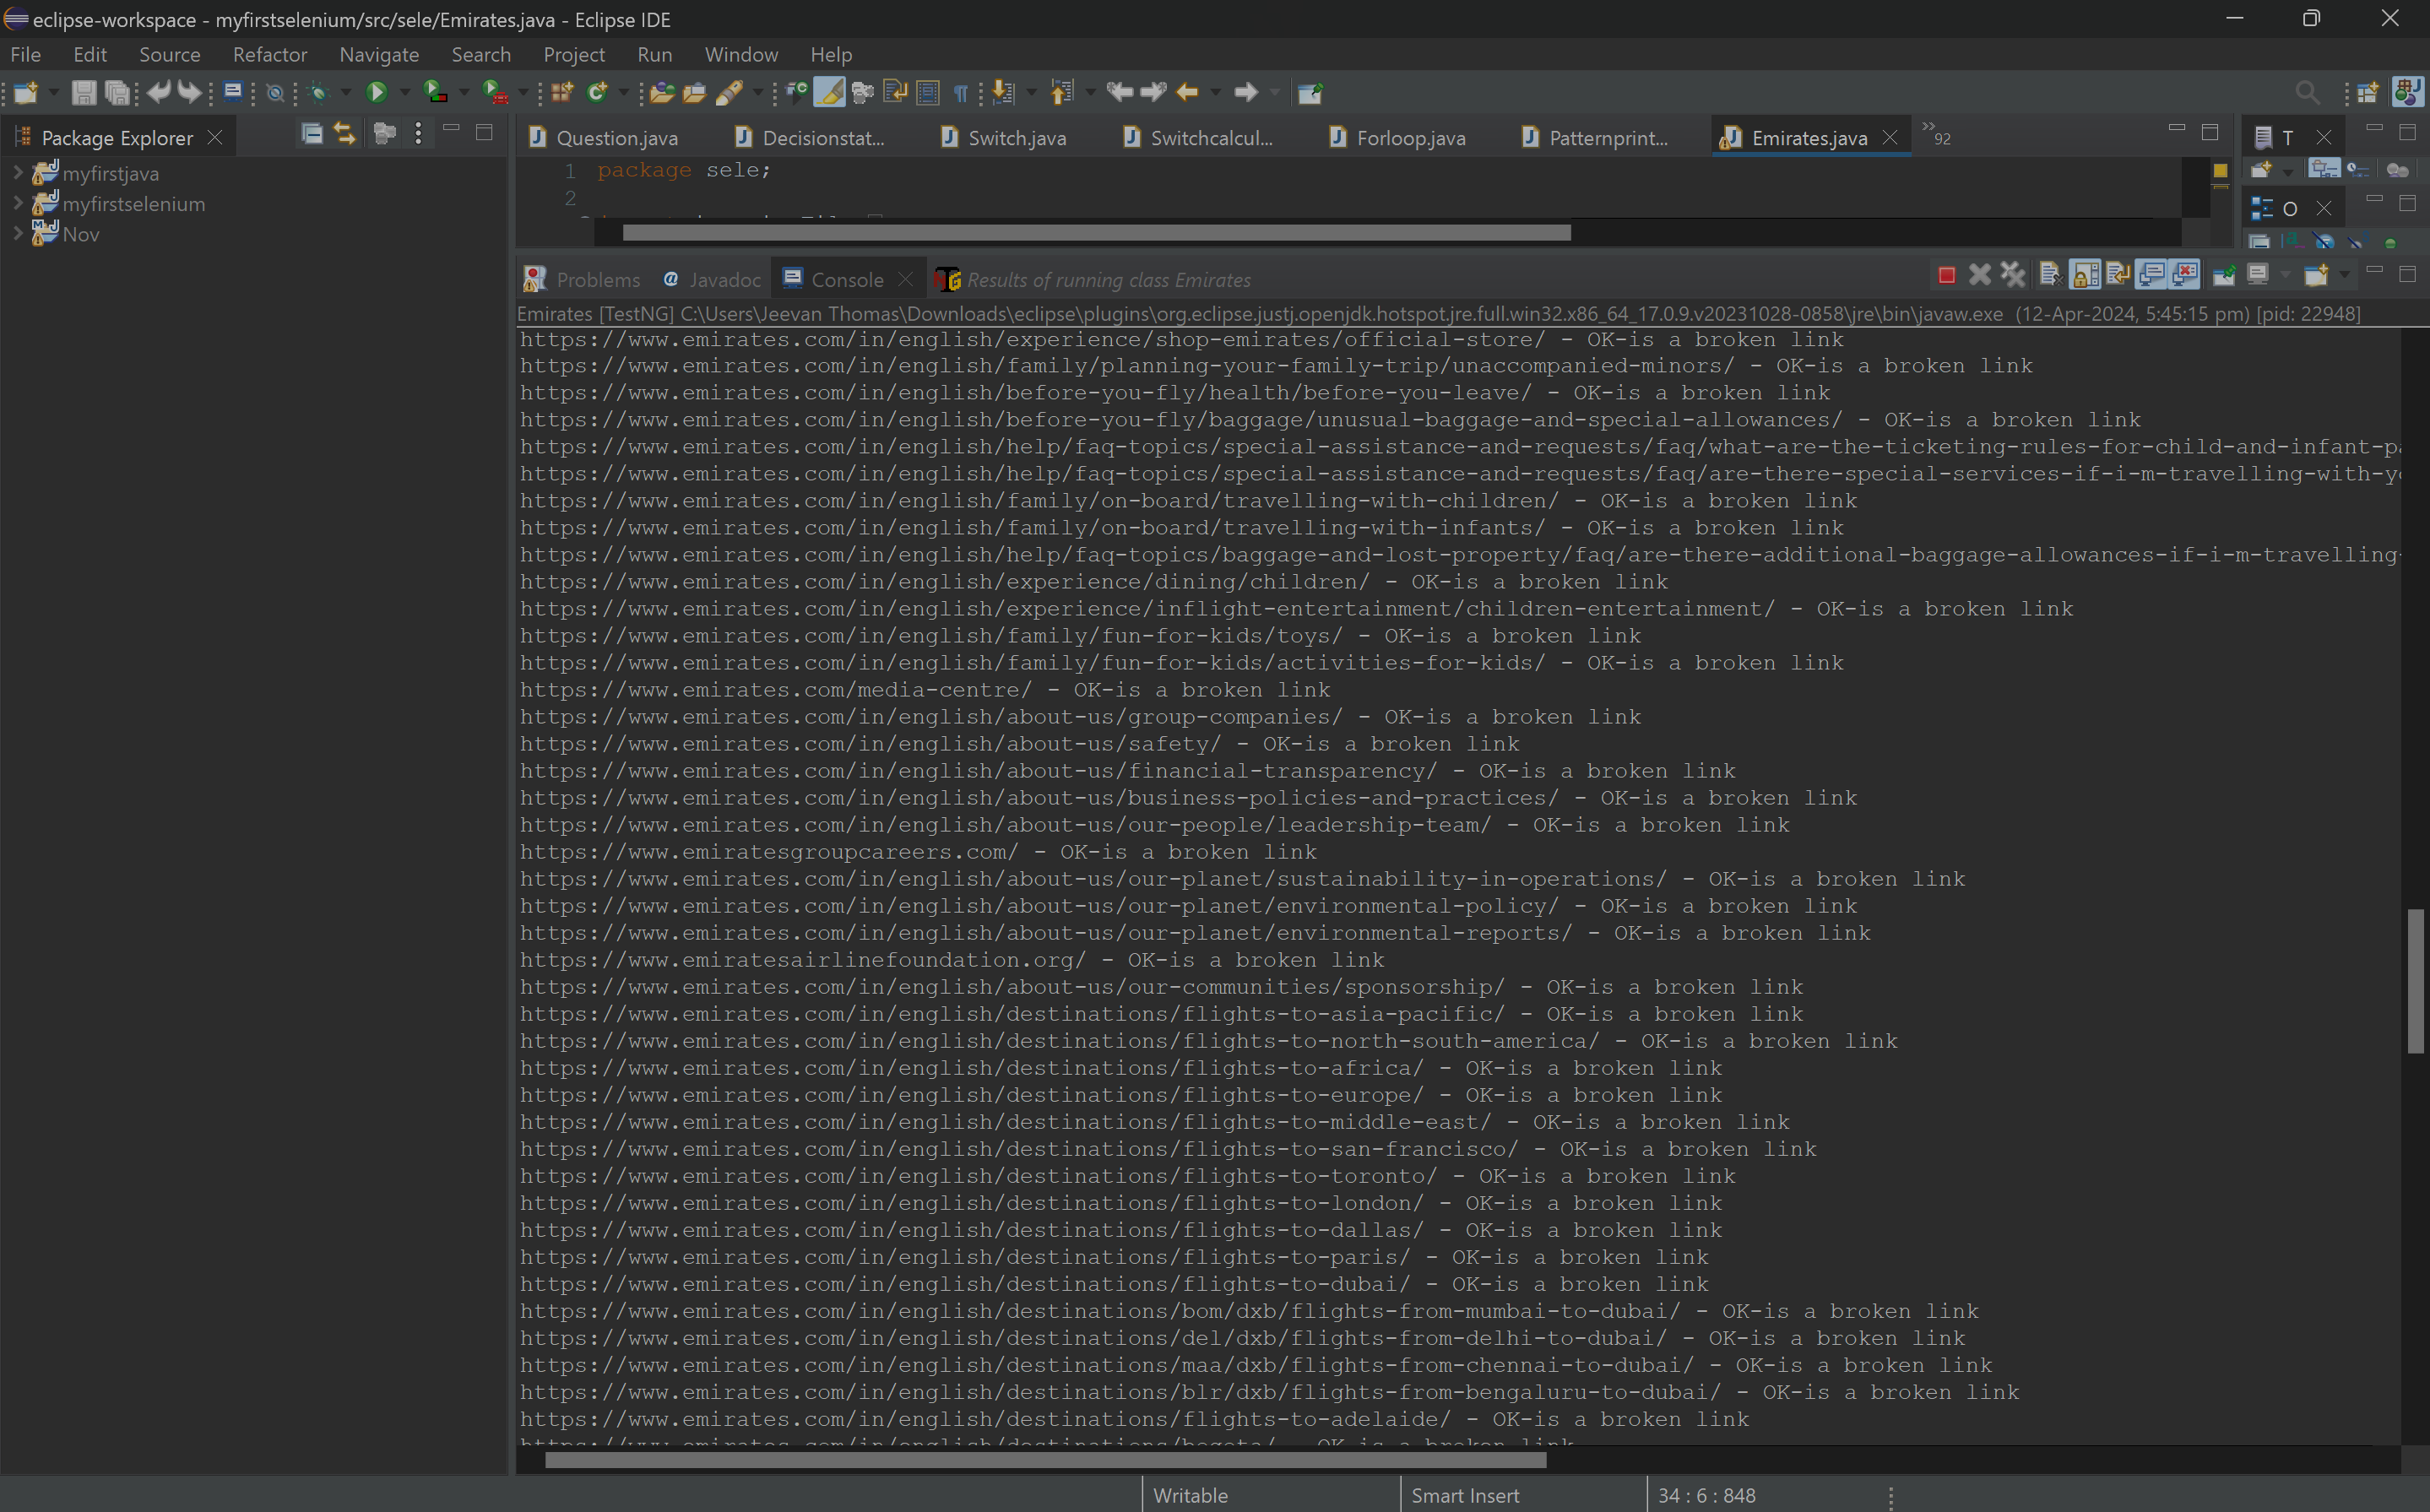 eclipse-workspace - myfirstselenium/src/sele/Emirates.java - Eclipse IDE
File Edit Source Refactor Navigate Search Project Run Window Help
Package Explorer
myfirstjava
myfirstselenium
Nov
Question.java Decisionstat... Switch.java Switchcalcul... Forloop.java Patternprint... Emirates.java »92
1 package sele;
2
T
O
Problems @ Javadoc Console Results of running class Emirates
Emirates [TestNG] C:\Users\Jeevan Thomas\Downloads\eclipse\plugins\org.eclipse.justj.openjdk.hotspot.jre.full.win32.x86_64_17.0.9.v20231028-0858\jre\bin\javaw.exe (12-Apr-2024, 5:45:15 pm) [pid: 22948]
https://www.emirates.com/in/english/experience/shop-emirates/official-store/ - OK-is a broken link
https://www.emirates.com/in/english/family/planning-your-family-trip/unaccompanied-minors/ - OK-is a broken link
https://www.emirates.com/in/english/before-you-fly/health/before-you-leave/ - OK-is a broken link
https://www.emirates.com/in/english/before-you-fly/baggage/unusual-baggage-and-special-allowances/ - OK-is a broken link
https://www.emirates.com/in/english/help/faq-topics/special-assistance-and-requests/faq/what-are-the-ticketing-rules-for-child-and-infant-pa
https://www.emirates.com/in/english/help/faq-topics/special-assistance-and-requests/faq/are-there-special-services-if-i-m-travelling-with-yo
https://www.emirates.com/in/english/family/on-board/travelling-with-children/ - OK-is a broken link
https://www.emirates.com/in/english/family/on-board/travelling-with-infants/ - OK-is a broken link
https://www.emirates.com/in/english/help/faq-topics/baggage-and-lost-property/faq/are-there-additional-baggage-allowances-if-i-m-travelling-
https://www.emirates.com/in/english/experience/dining/children/ - OK-is a broken link
https://www.emirates.com/in/english/experience/inflight-entertainment/children-entertainment/ - OK-is a broken link
https://www.emirates.com/in/english/family/fun-for-kids/toys/ - OK-is a broken link
https://www.emirates.com/in/english/family/fun-for-kids/activities-for-kids/ - OK-is a broken link
https://www.emirates.com/media-centre/ - OK-is a broken link
https://www.emirates.com/in/english/about-us/group-companies/ - OK-is a broken link
https://www.emirates.com/in/english/about-us/safety/ - OK-is a broken link
https://www.emirates.com/in/english/about-us/financial-transparency/ - OK-is a broken link
https://www.emirates.com/in/english/about-us/business-policies-and-practices/ - OK-is a broken link
https://www.emirates.com/in/english/about-us/our-people/leadership-team/ - OK-is a broken link
https://www.emiratesgroupcareers.com/ - OK-is a broken link
https://www.emirates.com/in/english/about-us/our-planet/sustainability-in-operations/ - OK-is a broken link
https://www.emirates.com/in/english/about-us/our-planet/environmental-policy/ - OK-is a broken link
https://www.emirates.com/in/english/about-us/our-planet/environmental-reports/ - OK-is a broken link
https://www.emiratesairlinefoundation.org/ - OK-is a broken link
https://www.emirates.com/in/english/about-us/our-communities/sponsorship/ - OK-is a broken link
https://www.emirates.com/in/english/destinations/flights-to-asia-pacific/ - OK-is a broken link
https://www.emirates.com/in/english/destinations/flights-to-north-south-america/ - OK-is a broken link
https://www.emirates.com/in/english/destinations/flights-to-africa/ - OK-is a broken link
https://www.emirates.com/in/english/destinations/flights-to-europe/ - OK-is a broken link
https://www.emirates.com/in/english/destinations/flights-to-middle-east/ - OK-is a broken link
https://www.emirates.com/in/english/destinations/flights-to-san-francisco/ - OK-is a broken link
https://www.emirates.com/in/english/destinations/flights-to-toronto/ - OK-is a broken link
https://www.emirates.com/in/english/destinations/flights-to-london/ - OK-is a broken link
https://www.emirates.com/in/english/destinations/flights-to-dallas/ - OK-is a broken link
https://www.emirates.com/in/english/destinations/flights-to-paris/ - OK-is a broken link
https://www.emirates.com/in/english/destinations/flights-to-dubai/ - OK-is a broken link
https://www.emirates.com/in/english/destinations/bom/dxb/flights-from-mumbai-to-dubai/ - OK-is a broken link
https://www.emirates.com/in/english/destinations/del/dxb/flights-from-delhi-to-dubai/ - OK-is a broken link
https://www.emirates.com/in/english/destinations/maa/dxb/flights-from-chennai-to-dubai/ - OK-is a broken link
https://www.emirates.com/in/english/destinations/blr/dxb/flights-from-bengaluru-to-dubai/ - OK-is a broken link
https://www.emirates.com/in/english/destinations/flights-to-adelaide/ - OK-is a broken link
Writable Smart Insert 34 : 6 : 848